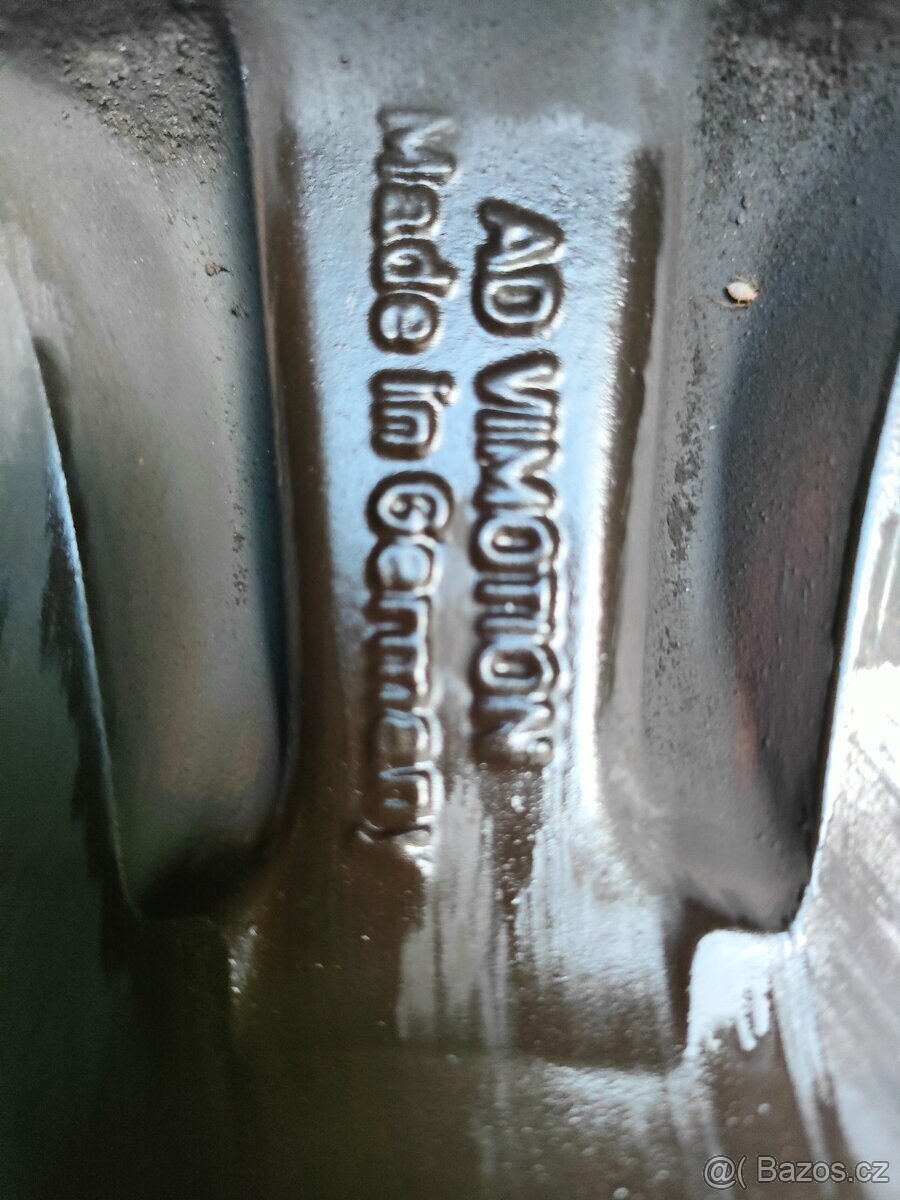 AD VIMOTION
Made in Germany
@( Bazos.cz